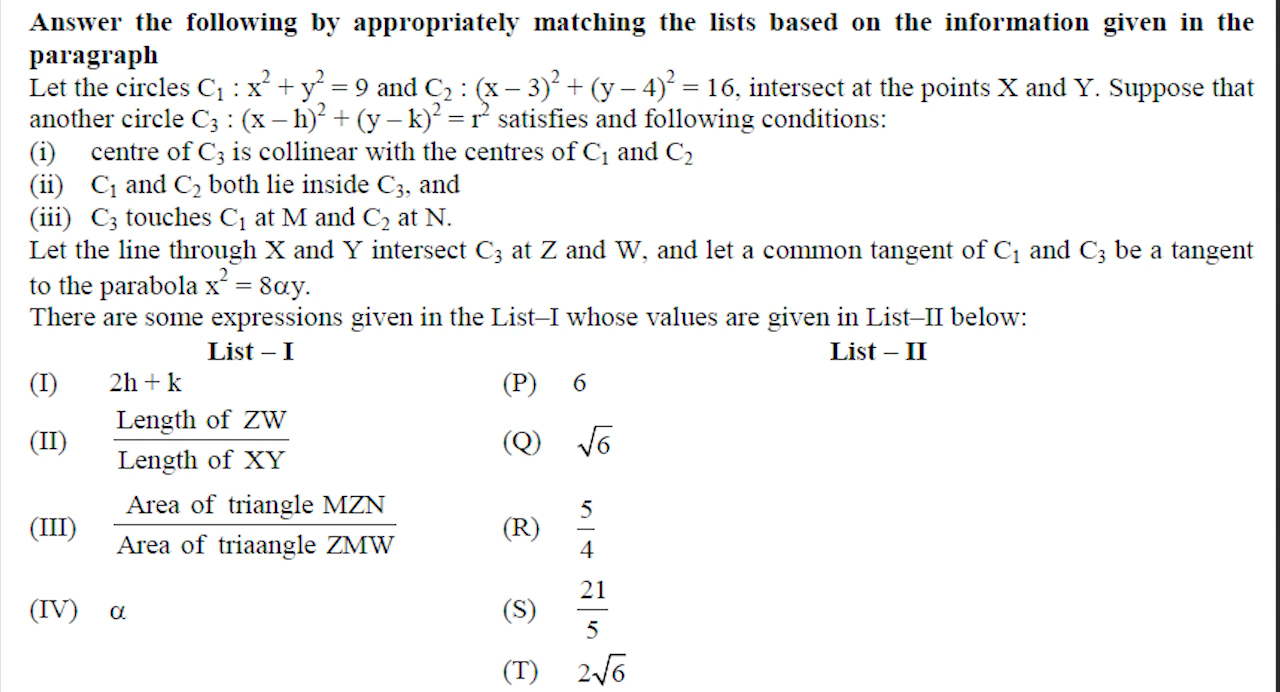 Answer the following by appropriately matching the lists based on the information given in the
paragraph
Let the circles C₁ : x² + y² = 9 and C₂ : (x – 3)² + (y – 4)² = 16, intersect at the points X and Y. Suppose that
another circle C₃ : (x – h)² + (y – k)² = r² satisfies and following conditions:
(i) centre of C₃ is collinear with the centres of C₁ and C₂
(ii) C₁ and C₂ both lie inside C₃, and
(iii) C₃ touches C₁ at M and C₂ at N.
Let the line through X and Y intersect C₃ at Z and W, and let a common tangent of C₁ and C₃ be a tangent
to the parabola x² = 8αy.
There are some expressions given in the List–I whose values are given in List–II below:
List – I List – II
(I) 2h + k (P) 6
(II) Length of ZW / Length of XY (Q) √6
(III) Area of triangle MZN / Area of triaangle ZMW (R) 5/4
(IV) α (S) 21/5
(T) 2√6